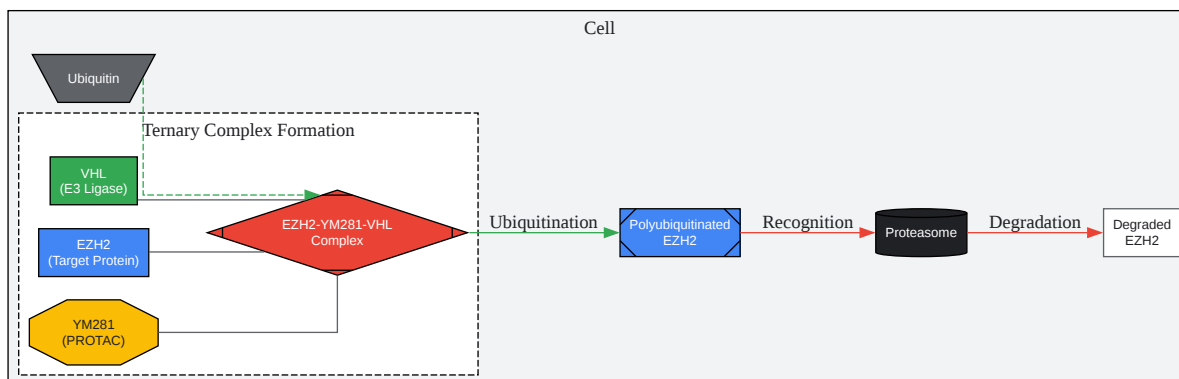 Cell
Ubiquitin
Ternary Complex Formation
VHL
(E3 Ligase)
EZH2
(Target Protein)
YM281
(PROTAC)
EZH2-YM281-VHL
Complex
Ubiquitination
Polyubiquitinated
EZH2
Recognition
Proteasome
Degradation
Degraded
EZH2